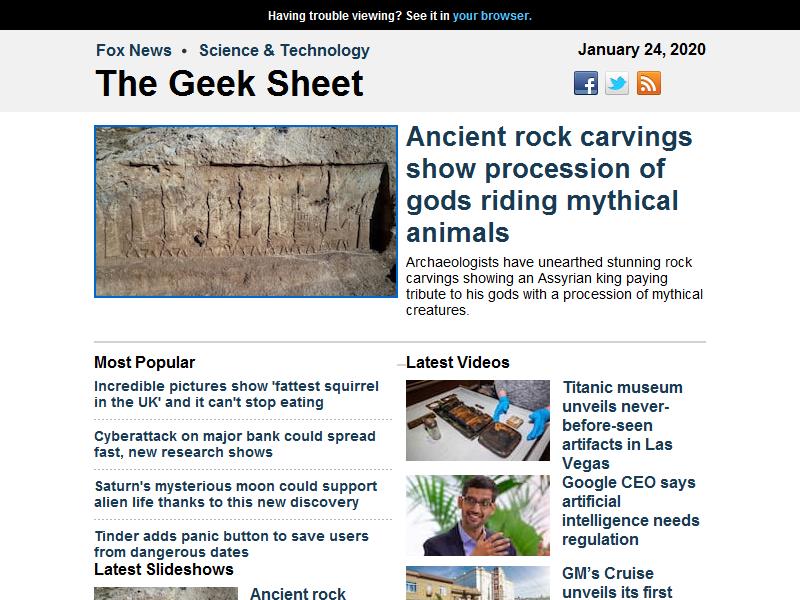 Having trouble viewing? See it in your browser.
Fox News • Science & Technology
January 24, 2020
The Geek Sheet
Ancient rock carvings
show procession of
gods riding mythical
animals
Archaeologists have unearthed stunning rock
carvings showing an Assyrian king paying
tribute to his gods with a procession of mythical
creatures.
Most Popular
Incredible pictures show 'fattest squirrel
in the UK' and it can't stop eating
Cyberattack on major bank could spread
fast, new research shows
Saturn's mysterious moon could support
alien life thanks to this new discovery
Tinder adds panic button to save users
from dangerous dates
Latest Slideshows
Ancient rock
Latest Videos
Titanic museum
unveils never-
before-seen
artifacts in Las
Vegas
Google CEO says
artificial
intelligence needs
regulation
GM’s Cruise
unveils its first